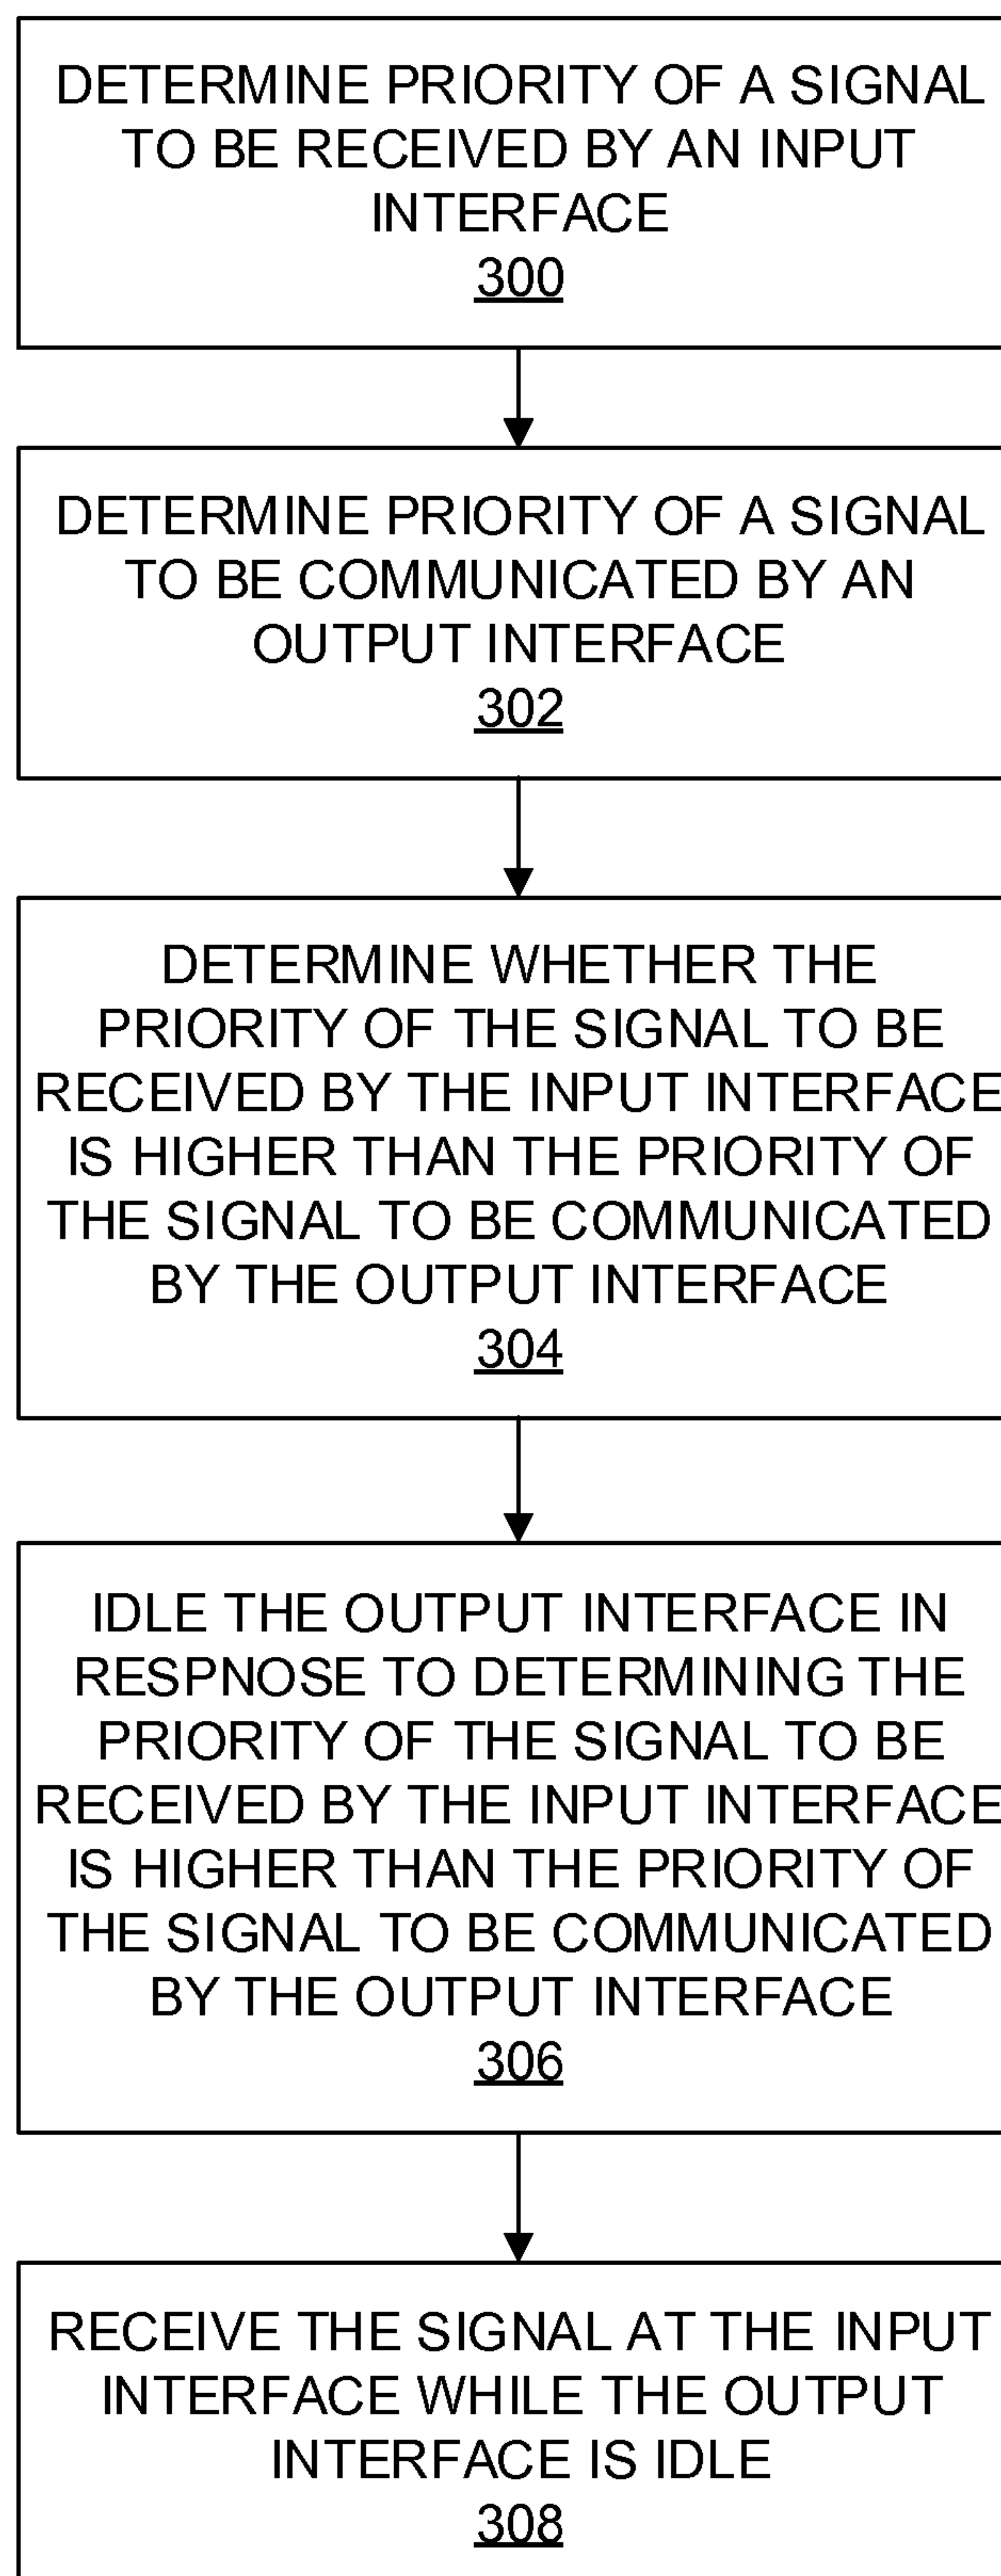 DETERMINE PRIORITY OF A SIGNAL
TO BE RECEIVED BY AN INPUT
INTERFACE
300
DETERMINE PRIORITY OF A SIGNAL
TO BE COMMUNICATED BY AN
OUTPUT INTERFACE
302
DETERMINE WHETHER THE
PRIORITY OF THE SIGNAL TO BE
RECEIVED BY THE INPUT INTERFACE
IS HIGHER THAN THE PRIORITY OF
THE SIGNAL TO BE COMMUNICATED
BY THE OUTPUT INTERFACE
304
IDLE THE OUTPUT INTERFACE IN
RESPNOSE TO DETERMINING THE
PRIORITY OF THE SIGNAL TO BE
RECEIVED BY THE INPUT INTERFACE
IS HIGHER THAN THE PRIORITY OF
THE SIGNAL TO BE COMMUNICATED
BY THE OUTPUT INTERFACE
306
RECEIVE THE SIGNAL AT THE INPUT
INTERFACE WHILE THE OUTPUT
INTERFACE IS IDLE
308